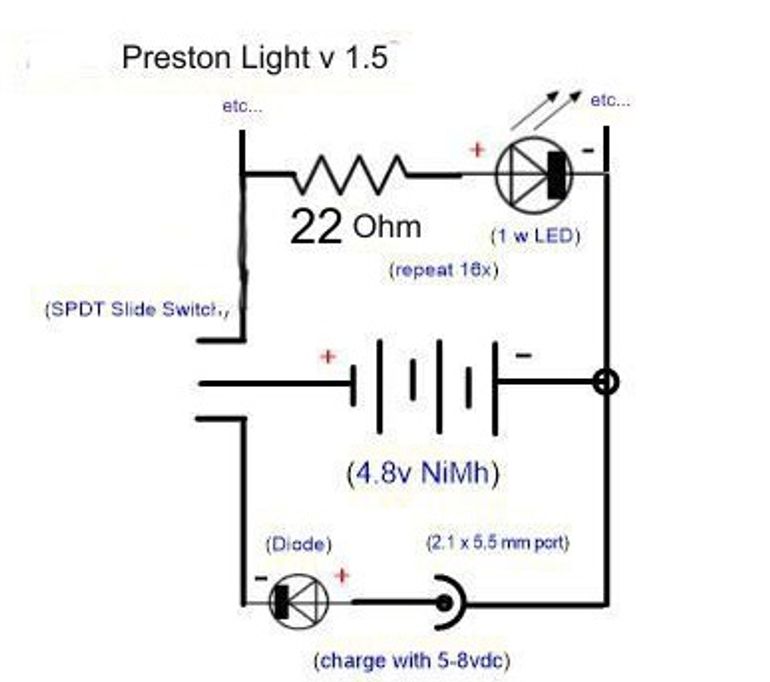 Preston Light v 1.5
etc...
etc...
+
-
22 Ohm
(1 w LED)
(repeat 16x)
(SPDT Slide Switch,
+
-
(4.8v NiMh)
(Diode)
(2.1 x 5.5 mm port)
-
+
(charge with 5-8vdc)